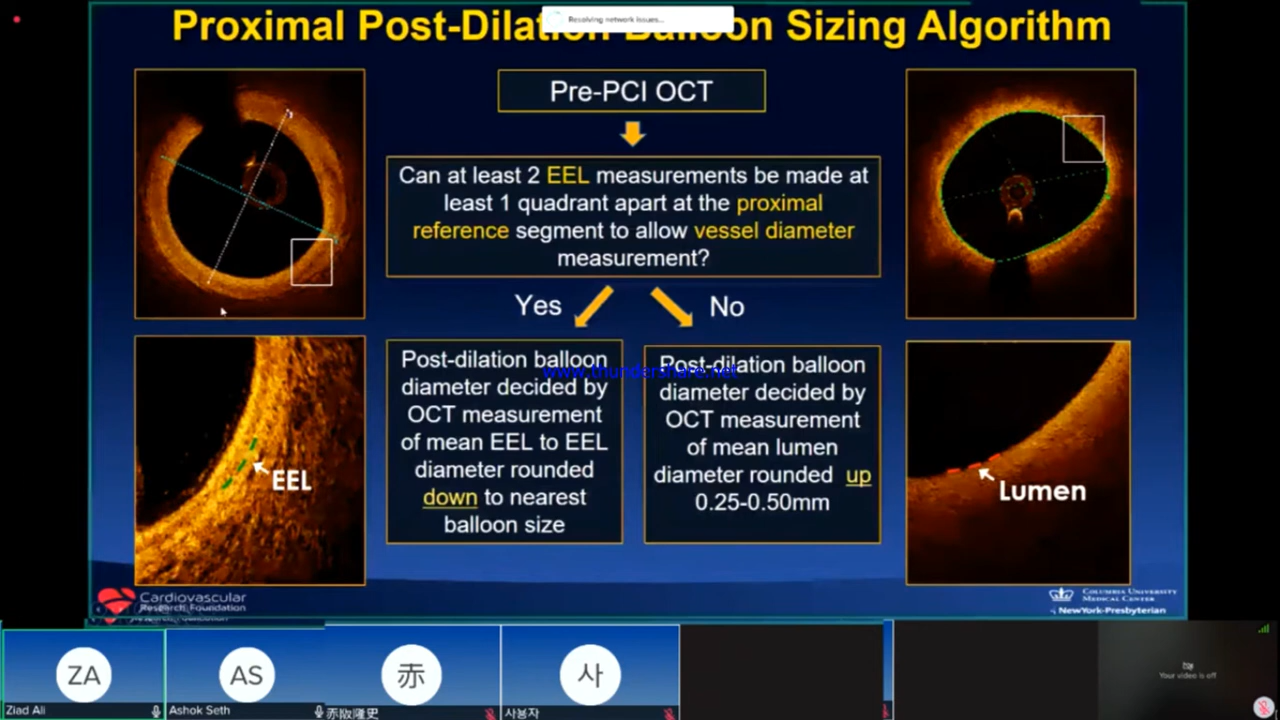 Resolving network issues...
Proximal Post-Dilation Balloon Sizing Algorithm
Pre-PCI OCT
Can at least 2 EEL measurements be made at
least 1 quadrant apart at the proximal
reference segment to allow vessel diameter
measurement?
Yes
No
Post-dilation balloon
diameter decided by
OCT measurement
of mean EEL to EEL
diameter rounded
down to nearest
balloon size
Post-dilation balloon
diameter decided by
OCT measurement
of mean lumen
diameter rounded up
0.25-0.50mm
www.thundershare.net
EEL
Lumen
Cardiovascular
Research Foundation
COLUMBIA UNIVERSITY
MEDICAL CENTER
NewYork-Presbyterian
ZA
AS
赤
사
Ziad Ali
Ashok Seth
赤阪隆史
사용자
Your video is off